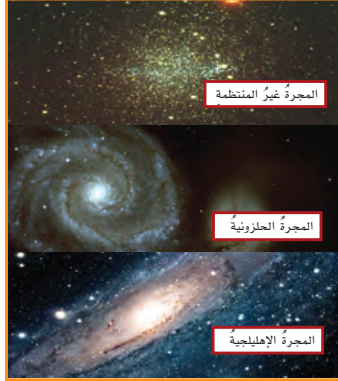 المجرةُ غيرُ المنتظمةِ
المجرةُ الحلزونيةُ
المجرةُ الإهليلجيةُ